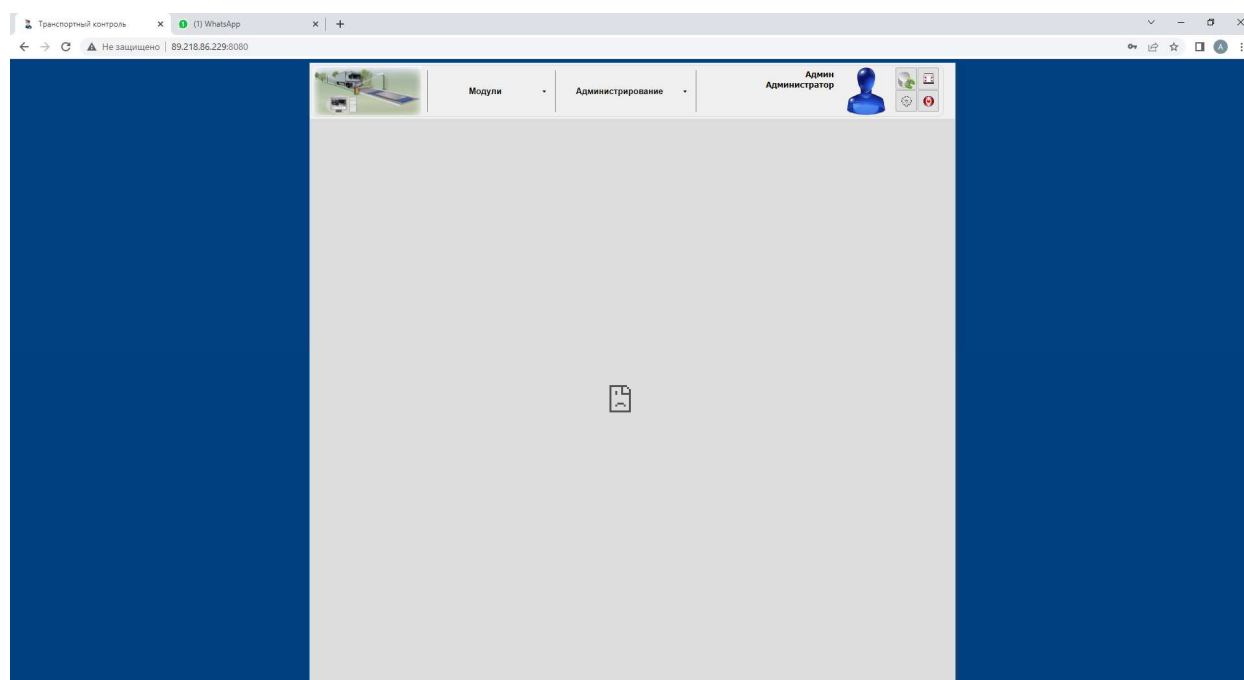 Транспортный контроль
(1) WhatsApp
Не защищено
89.218.86.229:8080
A
Модули
Администрирование
Админ
Администратор